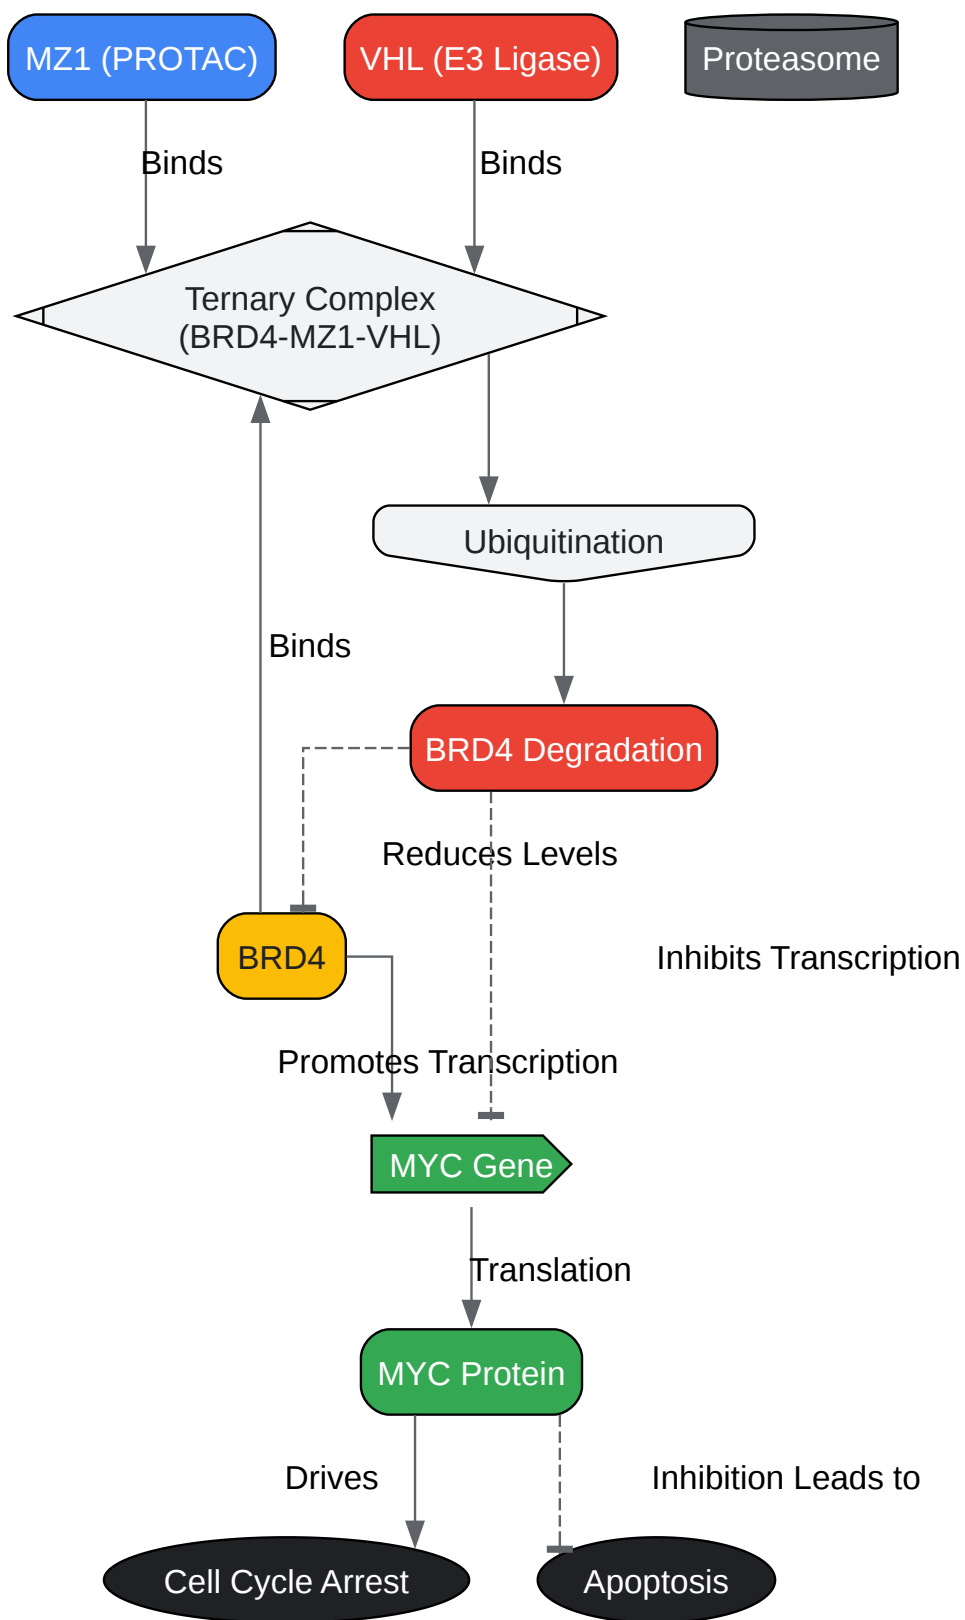 MZ1 (PROTAC)
VHL (E3 Ligase)
Proteasome
Binds
Binds
Ternary Complex
(BRD4-MZ1-VHL)
Ubiquitination
Binds
BRD4 Degradation
Reduces Levels
BRD4
Inhibits Transcription
Promotes Transcription
MYC Gene
Translation
MYC Protein
Drives
Inhibition Leads to
Cell Cycle Arrest
Apoptosis